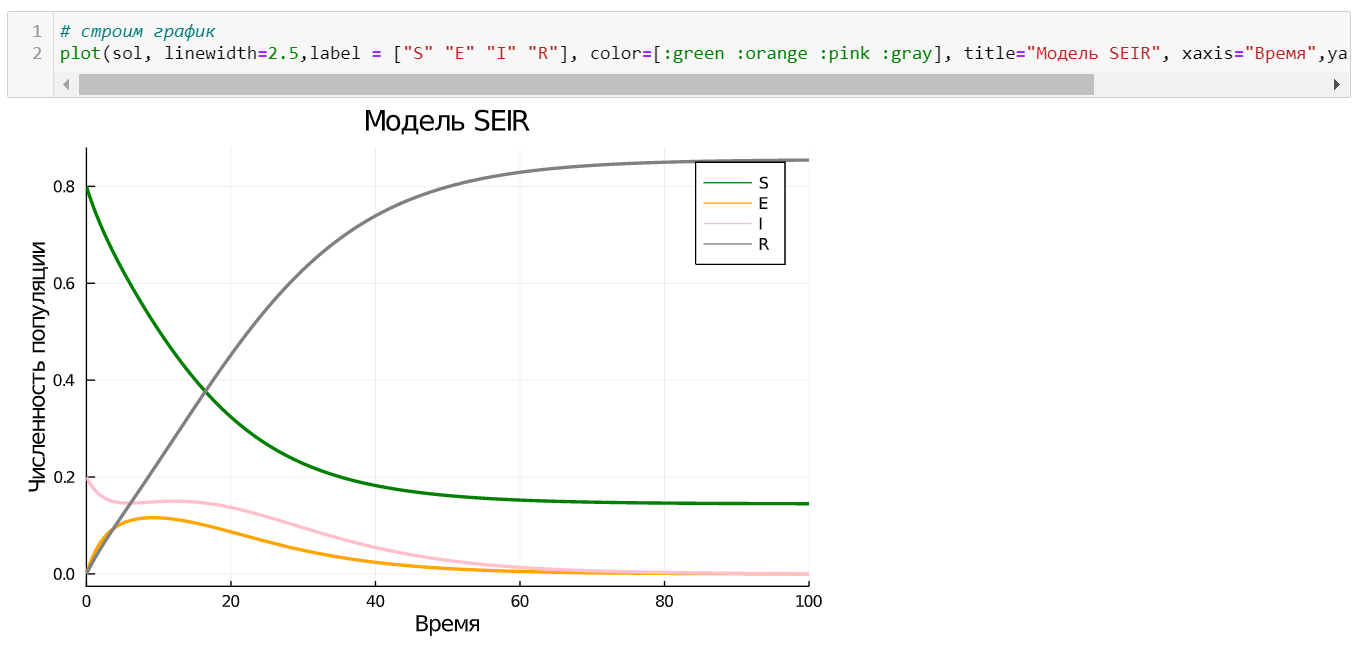 1 # строим график
2 plot(sol, linewidth=2.5,label = ["S" "E" "I" "R"], color=[:green :orange :pink :gray], title="Модель SEIR", xaxis="Время",ya
Модель SEIR
Численность популяции
0.8
0.6
0.4
0.2
0.0
S
E
I
R
0 20 40 60 80 100
Время